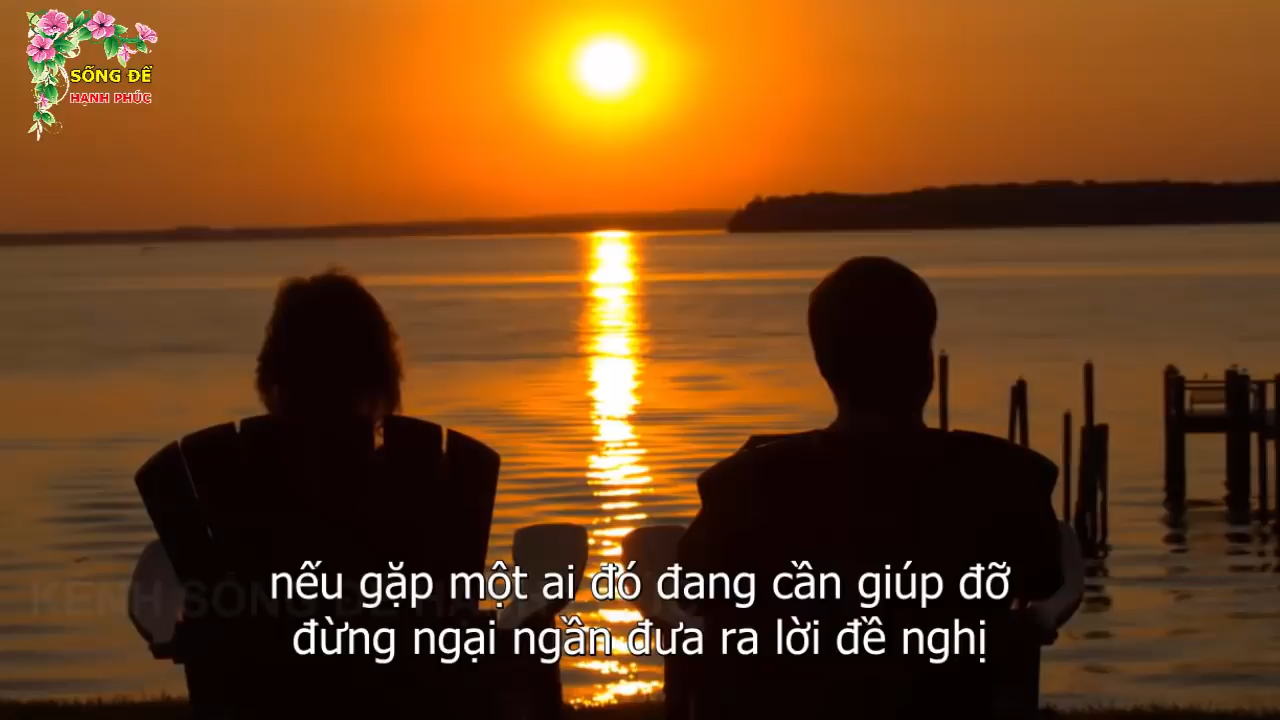 SỐNG ĐỂ
HẠNH PHÚC
nếu gặp một ai đó đang cần giúp đỡ
đừng ngại ngần đưa ra lời đề nghị